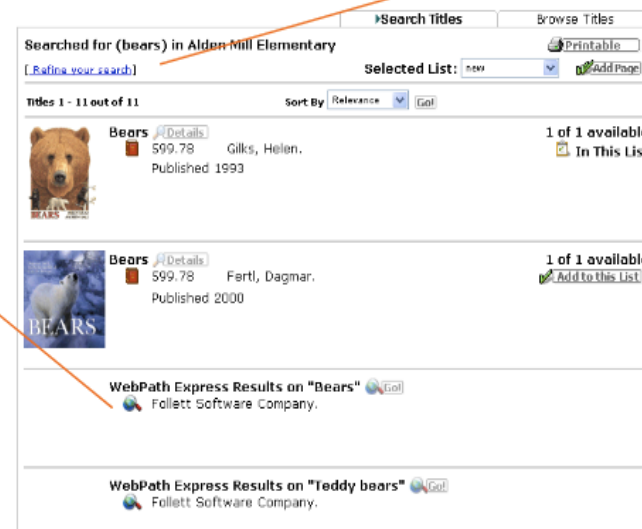 Search Titles Browse Titles
Searched for (bears) in Alden Mill Elementary Printable
[ Refine your search] Selected List: new Add Page
Titles 1 - 11 out of 11 Sort By Relevance Go!
Bears Details 1 of 1 available
599.78 Gilks, Helen. In This Lis
Published 1993
BEARS
Bears Details 1 of 1 available
599.78 Fertl, Dagmar. Add to this List
Published 2000
BEARS
WebPath Express Results on "Bears" Go!
Follett Software Company.
WebPath Express Results on "Teddy bears" Go!
Follett Software Company.